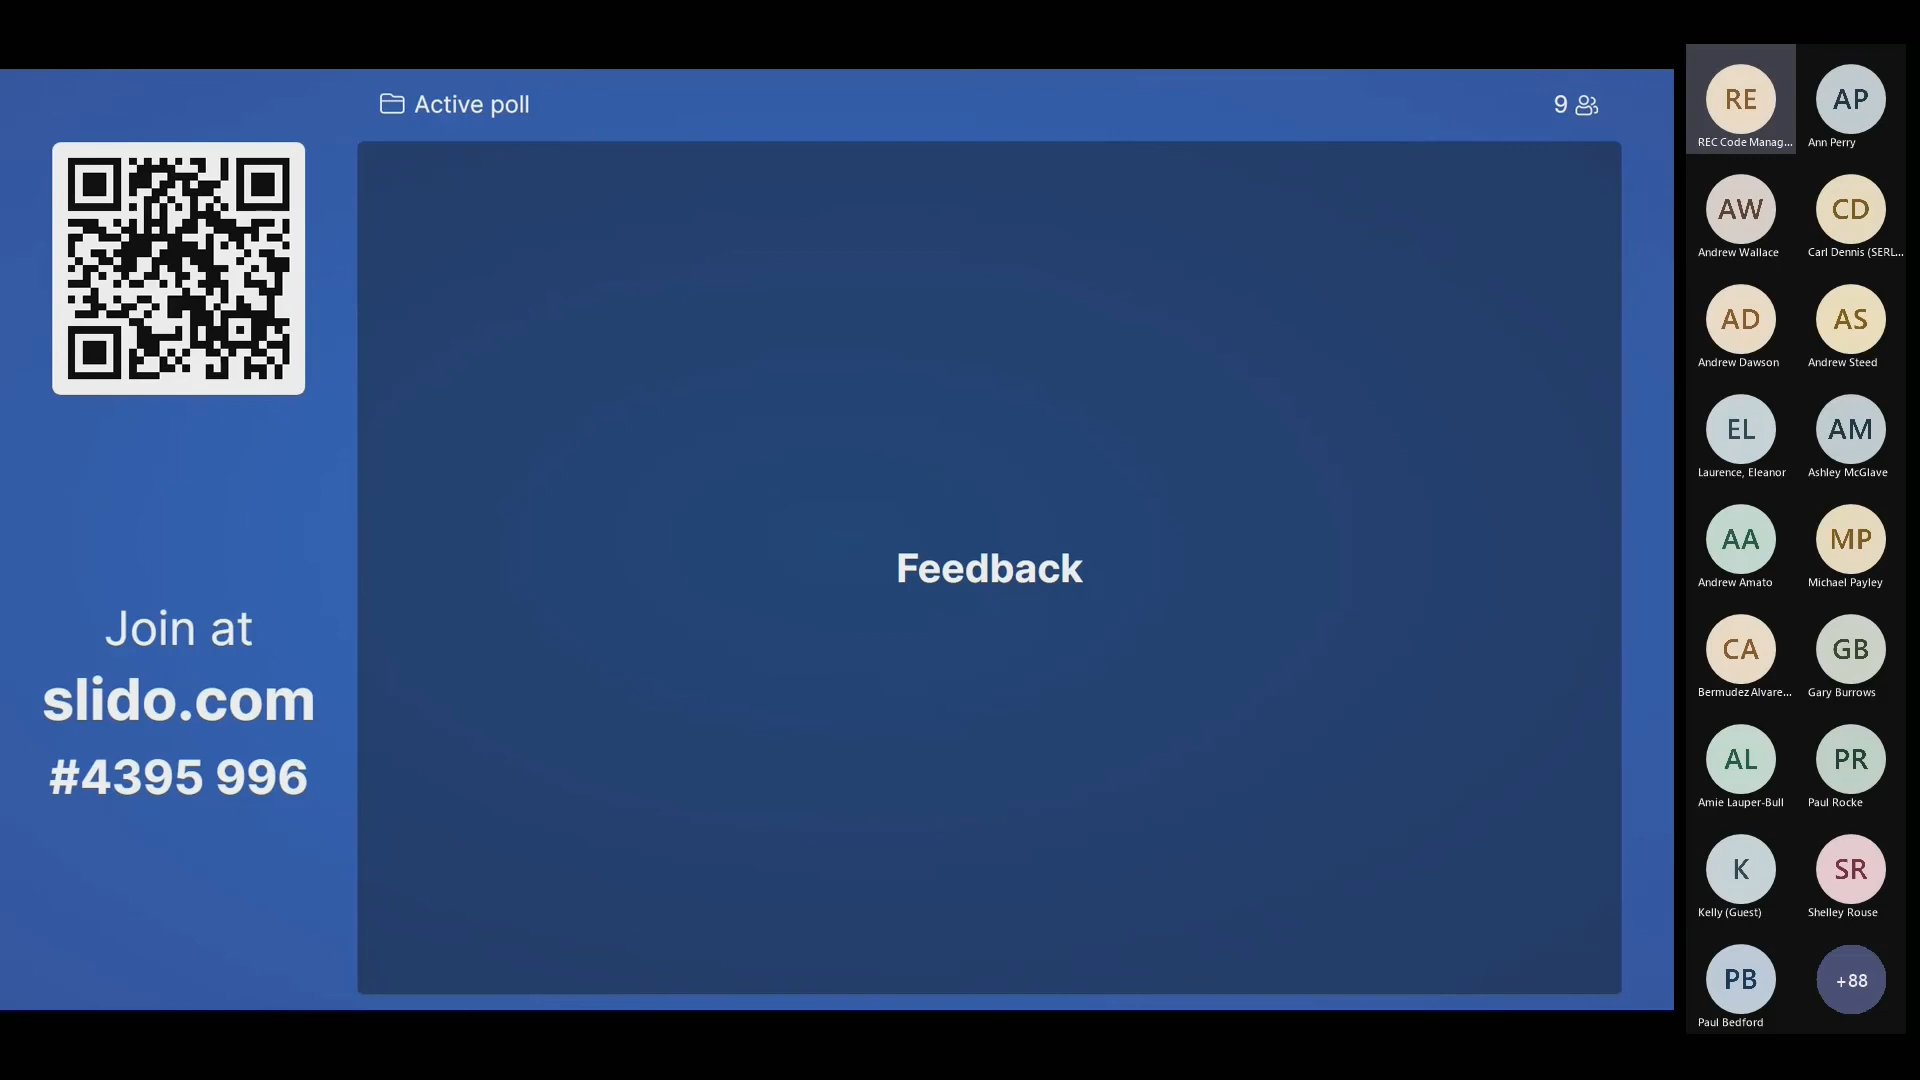 Active poll
9
Feedback
Join at
slido.com
#4395 996
RE
REC Code Manag...
AP
Ann Perry
AW
Andrew Wallace
CD
Carl Dennis (SERL...
AD
Andrew Dawson
AS
Andrew Steed
EL
Laurence, Eleanor
AM
Ashley McGlave
AA
Andrew Amato
MP
Michael Payley
CA
Bermudez Alvare...
GB
Gary Burrows
AL
Amie Lauper-Bull
PR
Paul Rocke
K
Kelly (Guest)
SR
Shelley Rouse
PB
Paul Bedford
+88